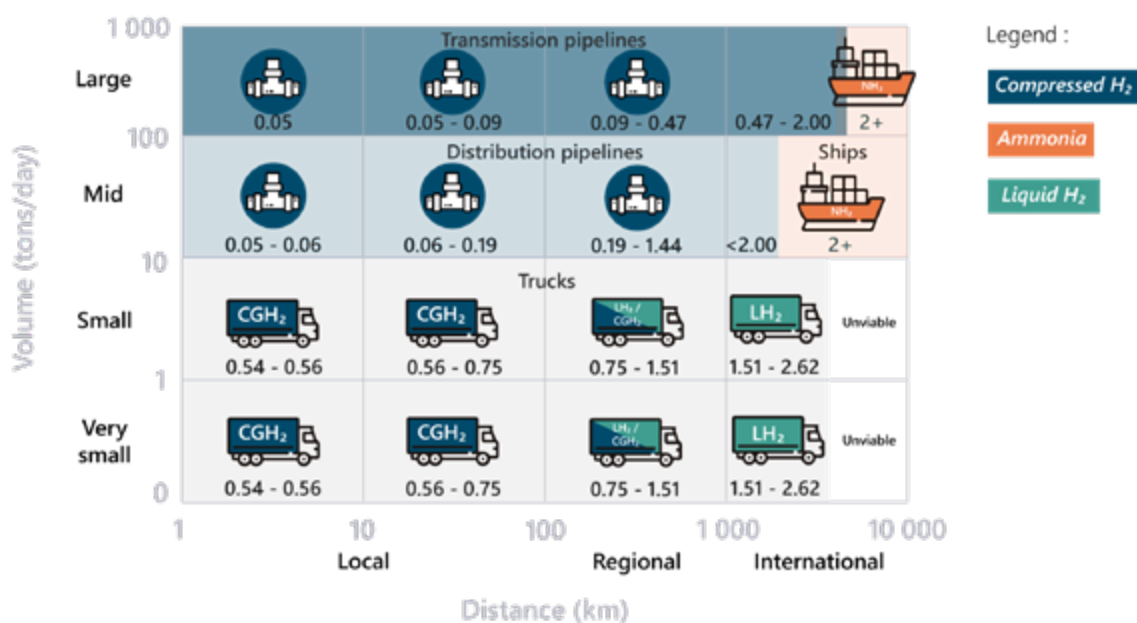 1 000
Transmission pipelines
Large
NH₃
0.05
0.05 - 0.09
0.09 - 0.47
0.47 - 2.00
2+
100
Distribution pipelines
Ships
Mid
NH₃
0.05 - 0.06
0.06 - 0.19
0.19 - 1.44
<2.00
2+
10
Trucks
Small
CGH₂
CGH₂
LH₂ /
CGH₂
LH₂
Unviable
0.54 - 0.56
0.56 - 0.75
0.75 - 1.51
1.51 - 2.62
1
Very
small
CGH₂
CGH₂
LH₂ /
CGH₂
LH₂
Unviable
0.54 - 0.56
0.56 - 0.75
0.75 - 1.51
1.51 - 2.62
0
1
10
100
1 000
10 000
Local
Regional
International
Distance (km)
Volume (tons/day)
Legend :
Compressed H₂
Ammonia
Liquid H₂